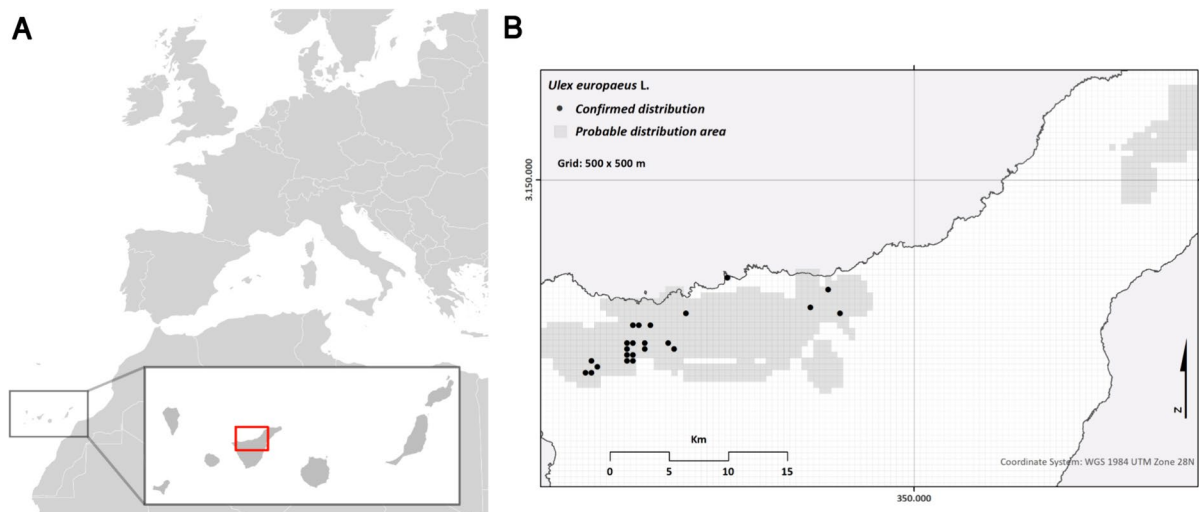 A
B
Ulex europaeus L.
Confirmed distribution
Probable distribution area
Grid: 500 x 500 m
3.150.000
Km
0 5 10 15
N
Coordinate System: WGS 1984 UTM Zone 28N
350.000